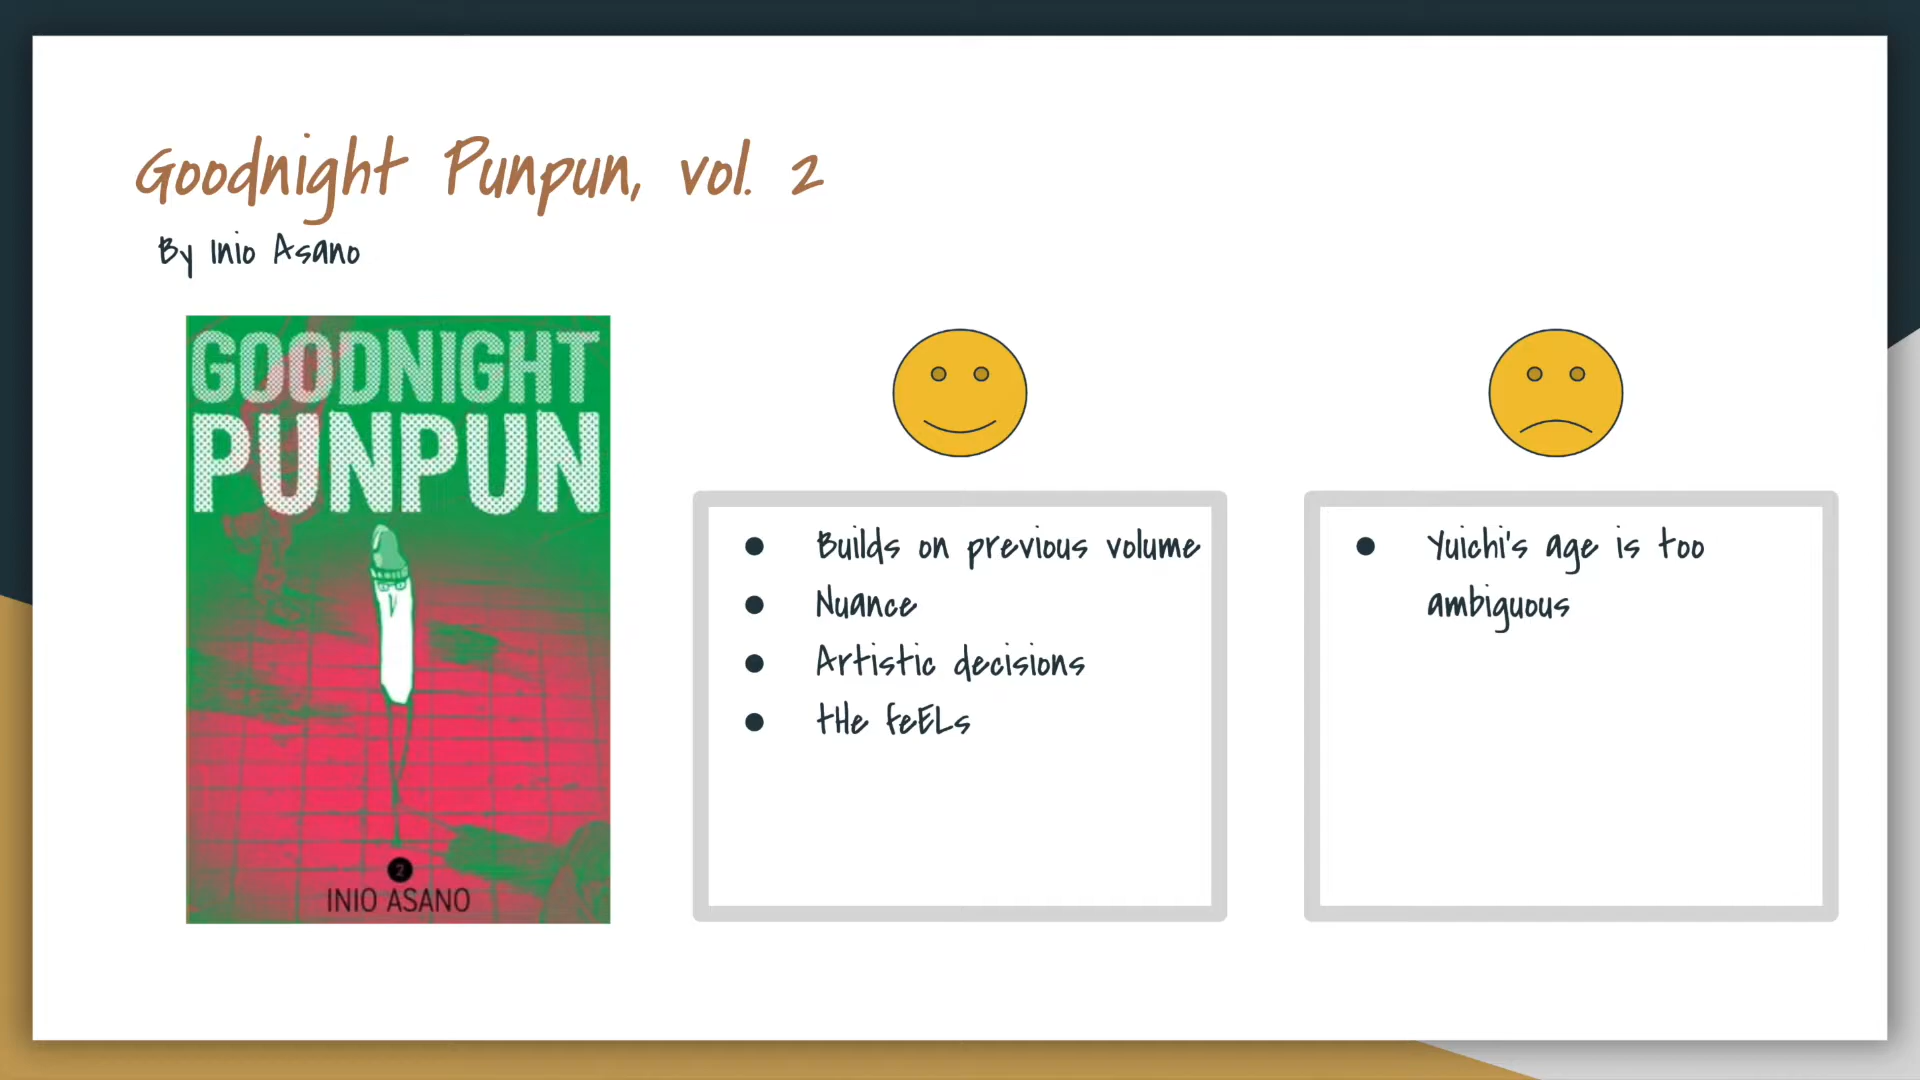 Goodnight Punpun, vol. 2
By Inio Asano
GOODNIGHT
PUNPUN
2
INIO ASANO
● Builds on previous volume
● Nuance
● Artistic decisions
● tHe feELs
● Yuichi's age is too
ambiguous